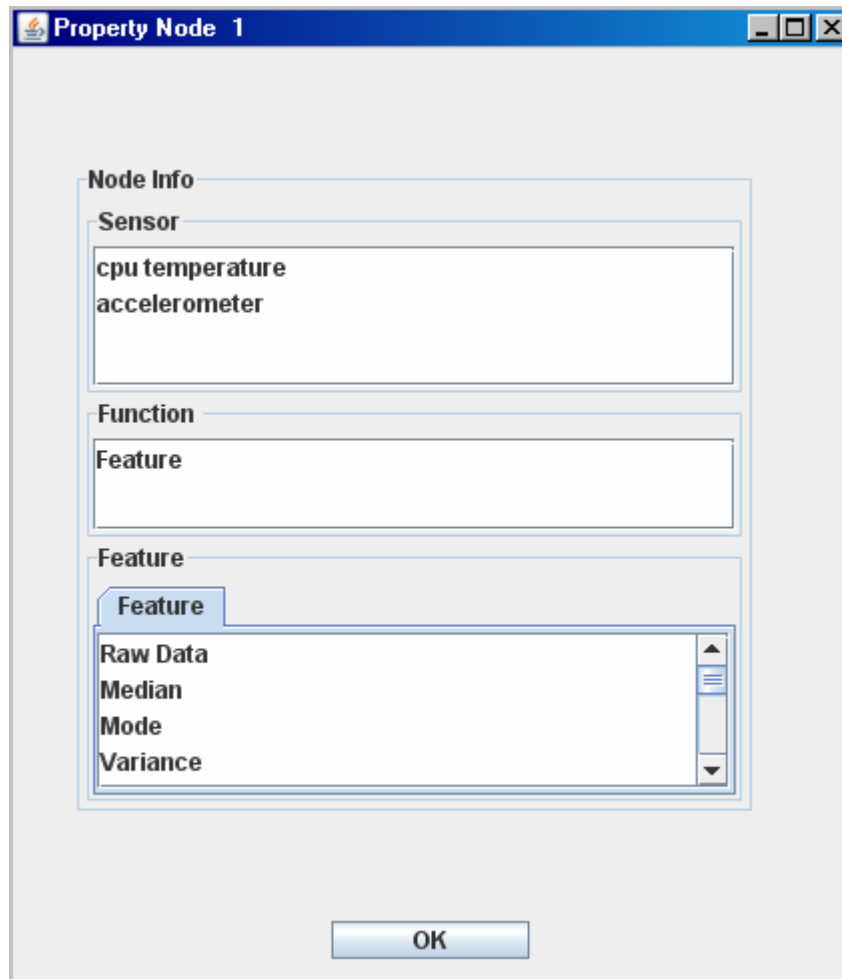 Property Node 1
Node Info
Sensor
cpu temperature
accelerometer
Function
Feature
Feature
Feature
Raw Data
Median
Mode
Variance
OK